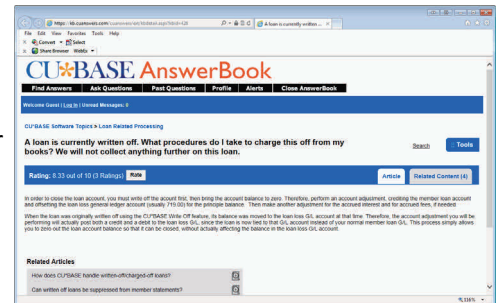 https://kb.cuanswers.com/cuanswers/
A loan is currently written ...
File Edit View Favorites Tools Help
Convert Select
Share Browser WebEx
CU*BASE AnswerBook
Find Answers Ask Questions Past Questions Profile Alerts Close AnswerBook
Welcome Guest | Log In | Unread Messages: 0
CU*BASE Software Topics > Loan Related Processing
A loan is currently written off. What procedures do I take to charge this off from my
books? We will not collect anything further on this loan.
Search Tools
Rating: 8.33 out of 10 (3 Ratings) Rate
Article Related Content (4)
In order to close the loan account, you must write off the account first, then bring the account balance to zero. Therefore, perform an account adjustment, crediting the member loan account
and offsetting the loan loss general ledger account (usually 719.00) for the principle balance. Then make another adjustment for the accrued interest and for accrued fees, if needed
When the loan was originally written off using the CU*BASE Write Off feature, its balance was moved to the loan loss G/L account at that time. Therefore, the account adjustment you will be
performing will actually post both a credit and a debit to the loan loss G/L, since the loan is now tied to that G/L account instead of your normal member loan G/L. This process simply allows
you to zero out the loan account balance so that it can be closed, without actually affecting the balance in the loan loss G/L account.
Related Articles
How does CU*BASE handle written-off/charged-off loans?
Can written off loans be suppressed from member statements?